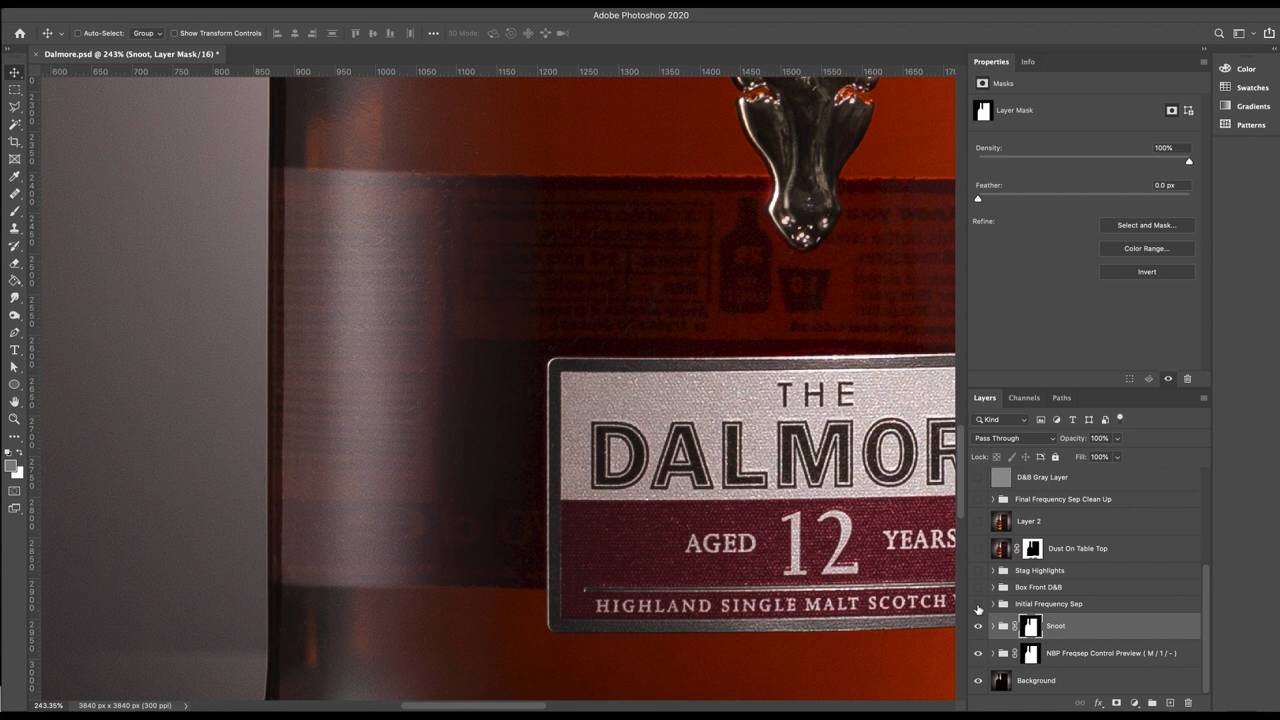 Adobe Photoshop 2020
Auto-Select: Group Show Transform Controls 3D Mode:
Dalmore.psd @ 243% (Snoot, Layer Mask/16) *
600 650 700 750 800 850 900 950 1000 1050 1100 1150 1200 1250 1300 1350 1400 1450 1500 1550 1600 1650
Properties Info
Masks
Layer Mask
Density: 100%
Feather: 0.0 px
Refine:
Select and Mask...
Color Range...
Invert
Color
Swatches
Gradients
Patterns
THE
DALMOR
AGED 12 YEARS
HIGHLAND SINGLE MALT SCOTCH
Layers Channels Paths
Kind
Pass Through Opacity: 100%
Lock: Fill: 100%
D&B Gray Layer
Final Frequency Sep Clean Up
Layer 2
Dust On Table Top
Stag Highlights
Box Front D&B
Initial Frequency Sep
Snoot
NBP Freqsep Control Preview ( M / 1 / - )
Background
243.35% 3840 px x 3840 px (300 ppi)